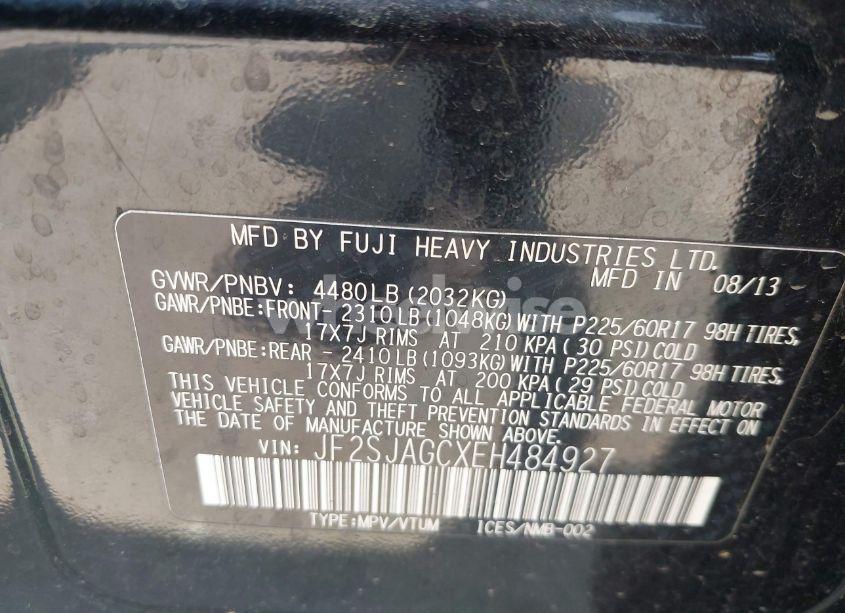 MFD BY FUJI HEAVY INDUSTRIES LTD.
MFD IN 08/13
GVWR/PNBV: 4480LB(2032KG)
GAWR/PNBE:FRONT- 2310LB(1048KG)WITH P225/60R17 98H TIRES,
17X7J RIMS AT 210 KPA(30 PSI)COLD
GAWR/PNBE:REAR - 2410LB(1093KG)WITH P225/60R17 98H TIRES,
17X7J RIMS AT 200 KPA(29 PSI)COLD
THIS VEHICLE CONFORMS TO ALL APPLICABLE FEDERAL MOTOR
VEHICLE SAFETY AND THEFT PREVENTION STANDARDS IN EFFECT ON
THE DATE OF MANUFACTURE SHOWN ABOVE.
VIN: JF2SJAGCXEH484927
TYPE:MPV/VTUM ICES/NMB-002